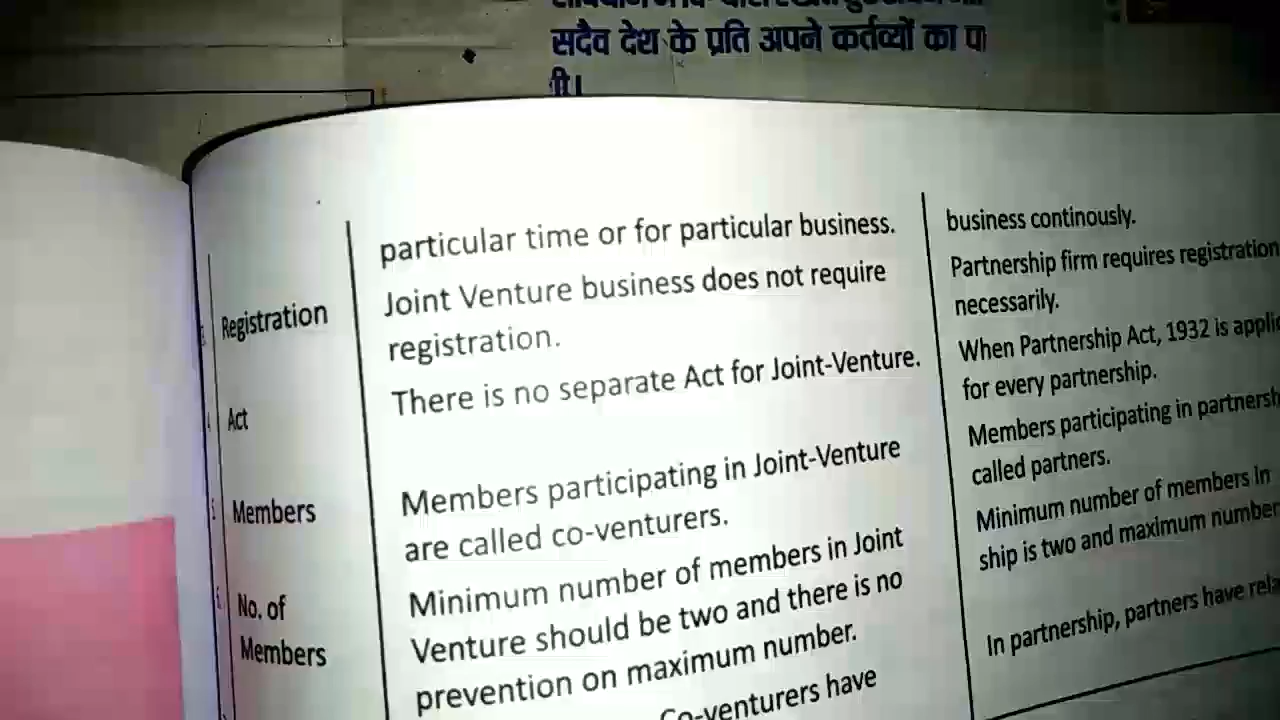 सदैव देश के प्रति अपने कर्तव्यों का पा
particular time or for particular business.
business continously.
Registration
Joint Venture business does not require
registration.
Partnership firm requires registration
necessarily.
Act
There is no separate Act for Joint-Venture.
When Partnership Act, 1932 is applic
for every partnership.
Members
Members participating in Joint-Venture
are called co-venturers.
Members participating in partnersh
called partners.
No. of
Members
Minimum number of members in Joint
Venture should be two and there is no
prevention on maximum number.
Minimum number of members in
ship is two and maximum number
Co-venturers have
In partnership, partners have rela